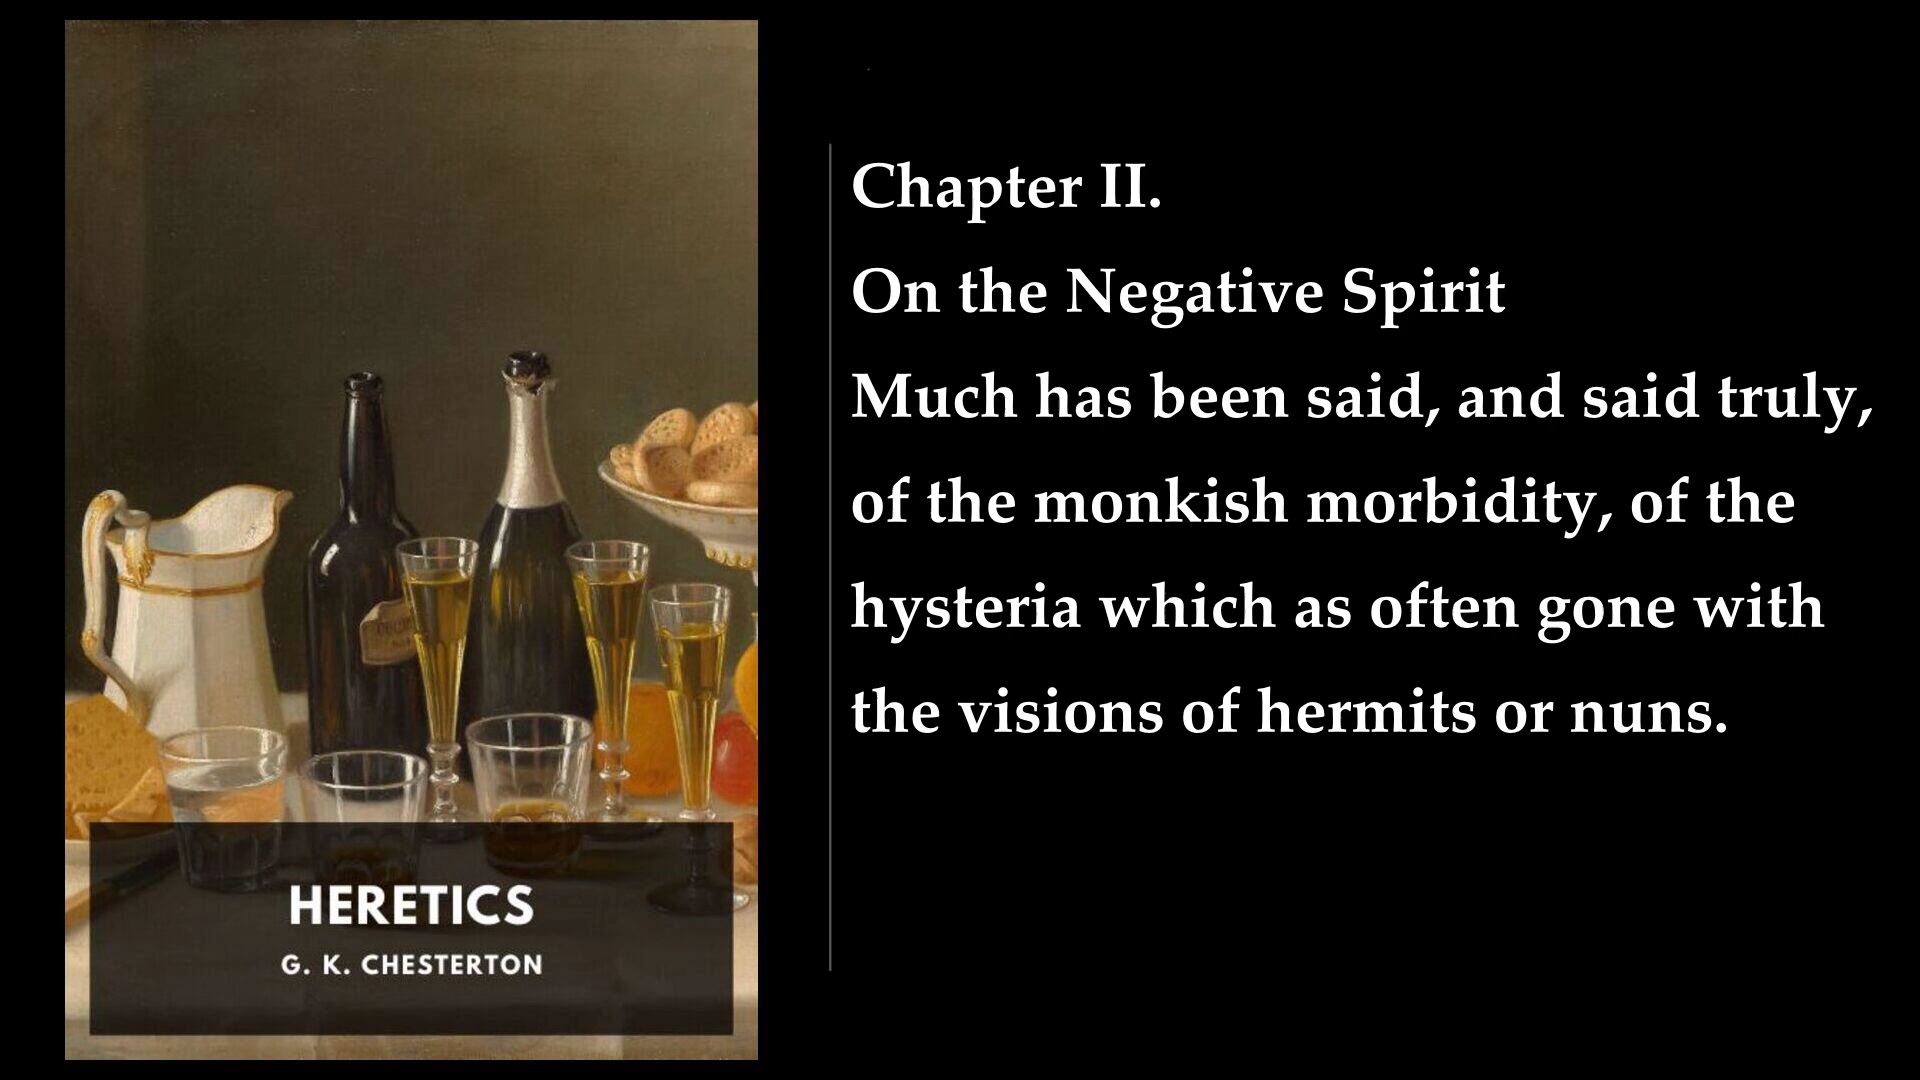 Chapter II.
On the Negative Spirit
Much has been said, and said truly,
of the monkish morbidity, of the
hysteria which as often gone with
the visions of hermits or nuns.
HERETICS
G. K. CHESTERTON